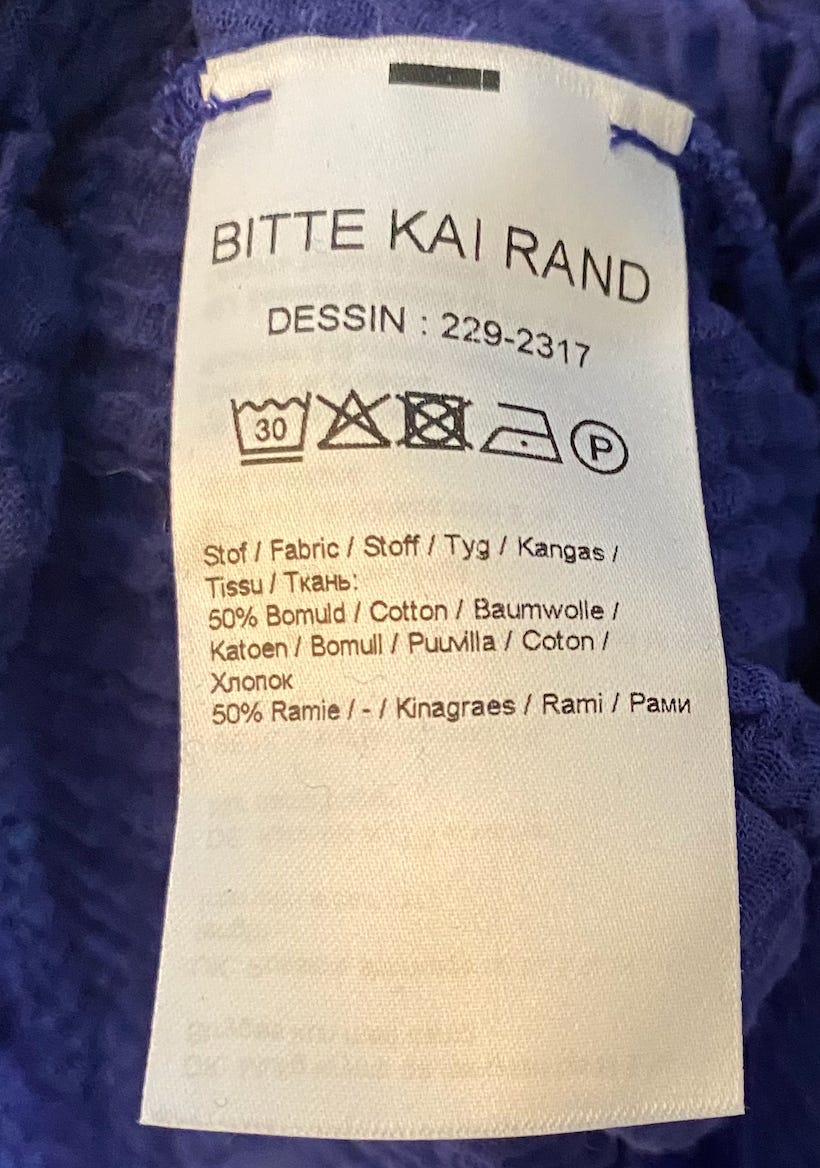 BITTE KAI RAND
DESSIN : 229-2317
30
P
Stof / Fabric / Stoff / Tyg / Kangas /
Tissu / Ткань:
50% Bomuld / Cotton / Baumwolle /
Katoen / Bomull / Puuvilla / Coton /
Хлопок
50% Ramie / - / Kinagraes / Rami / Рами